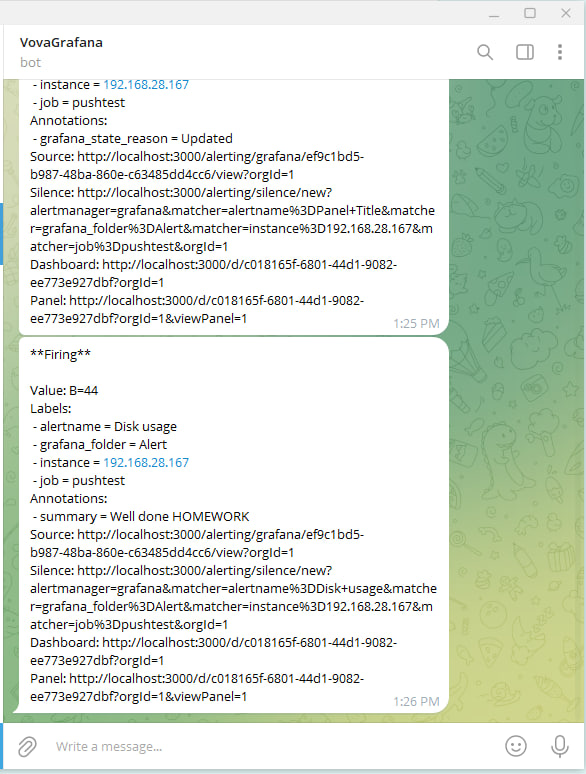 VovaGrafana
bot
- instance = 192.168.28.167
- job = pushtest
Annotations:
- grafana_state_reason = Updated
Source: http://localhost:3000/alerting/grafana/ef9c1bd5-
b987-48ba-860e-c63485dd4cc6/view?orgId=1
Silence: http://localhost:3000/alerting/silence/new?
alertmanager=grafana&matcher=alertname%3DPanel+Title&matche
r=grafana_folder%3DAlert&matcher=instance%3D192.168.28.167&m
atcher=job%3Dpushtest&orgId=1
Dashboard: http://localhost:3000/d/c018165f-6801-44d1-9082-
ee773e927dbf?orgId=1
Panel: http://localhost:3000/d/c018165f-6801-44d1-9082-
ee773e927dbf?orgId=1&viewPanel=1
1:25 PM
**Firing**
Value: B=44
Labels:
- alertname = Disk usage
- grafana_folder = Alert
- instance = 192.168.28.167
- job = pushtest
Annotations:
- summary = Well done HOMEWORK
Source: http://localhost:3000/alerting/grafana/ef9c1bd5-
b987-48ba-860e-c63485dd4cc6/view?orgId=1
Silence: http://localhost:3000/alerting/silence/new?
alertmanager=grafana&matcher=alertname%3DDisk+usage&matche
r=grafana_folder%3DAlert&matcher=instance%3D192.168.28.167&m
atcher=job%3Dpushtest&orgId=1
Dashboard: http://localhost:3000/d/c018165f-6801-44d1-9082-
ee773e927dbf?orgId=1
Panel: http://localhost:3000/d/c018165f-6801-44d1-9082-
ee773e927dbf?orgId=1&viewPanel=1
1:26 PM
Write a message...